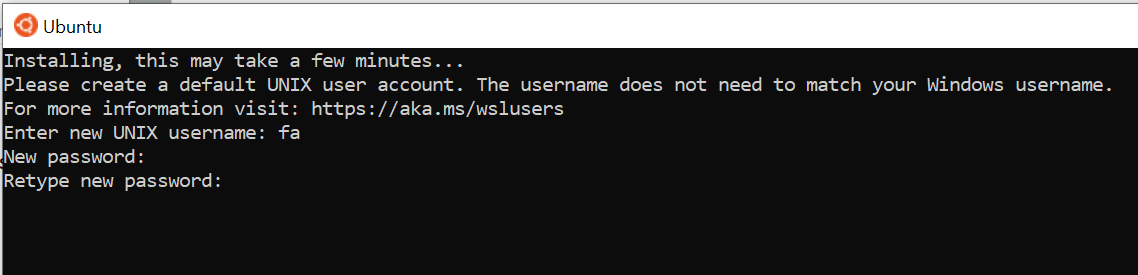 Ubuntu
Installing, this may take a few minutes...
Please create a default UNIX user account. The username does not need to match your Windows username.
For more information visit: https://aka.ms/wslusers
Enter new UNIX username: fa
New password:
Retype new password: